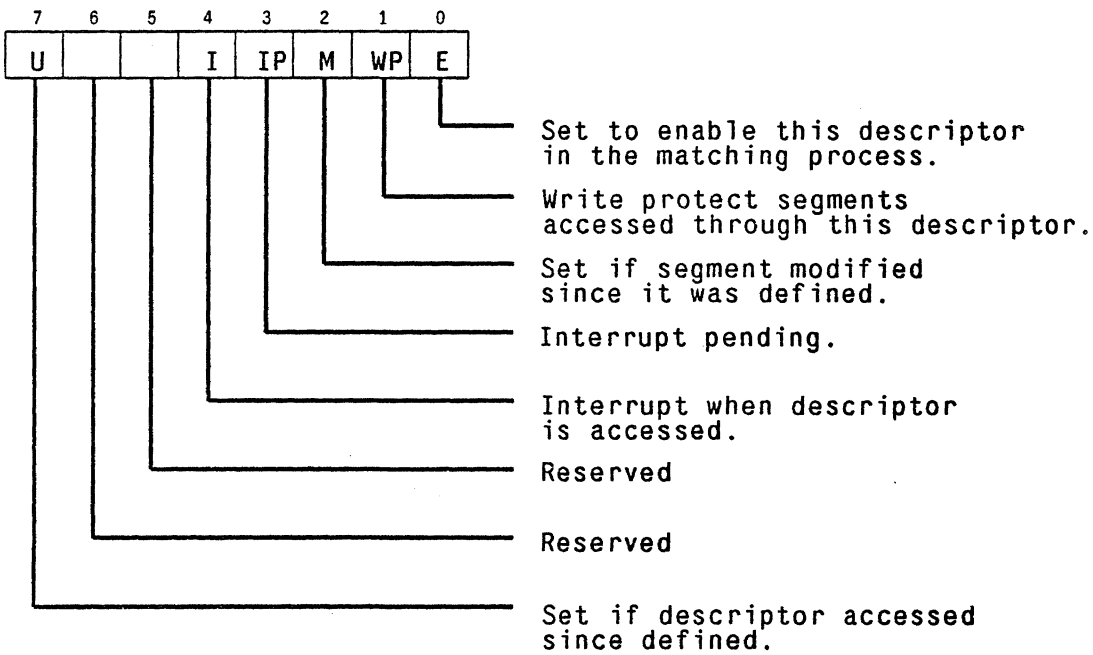 7 6 5 4 3 2 1 0
U I IP M WP E
Set to enable this descriptor
in the matching process.
Write protect segments
accessed through this descriptor.
Set if segment modified
since it was defined.
Interrupt pending.
Interrupt when descriptor
is accessed.
Reserved
Reserved
Set if descriptor accessed
since defined.